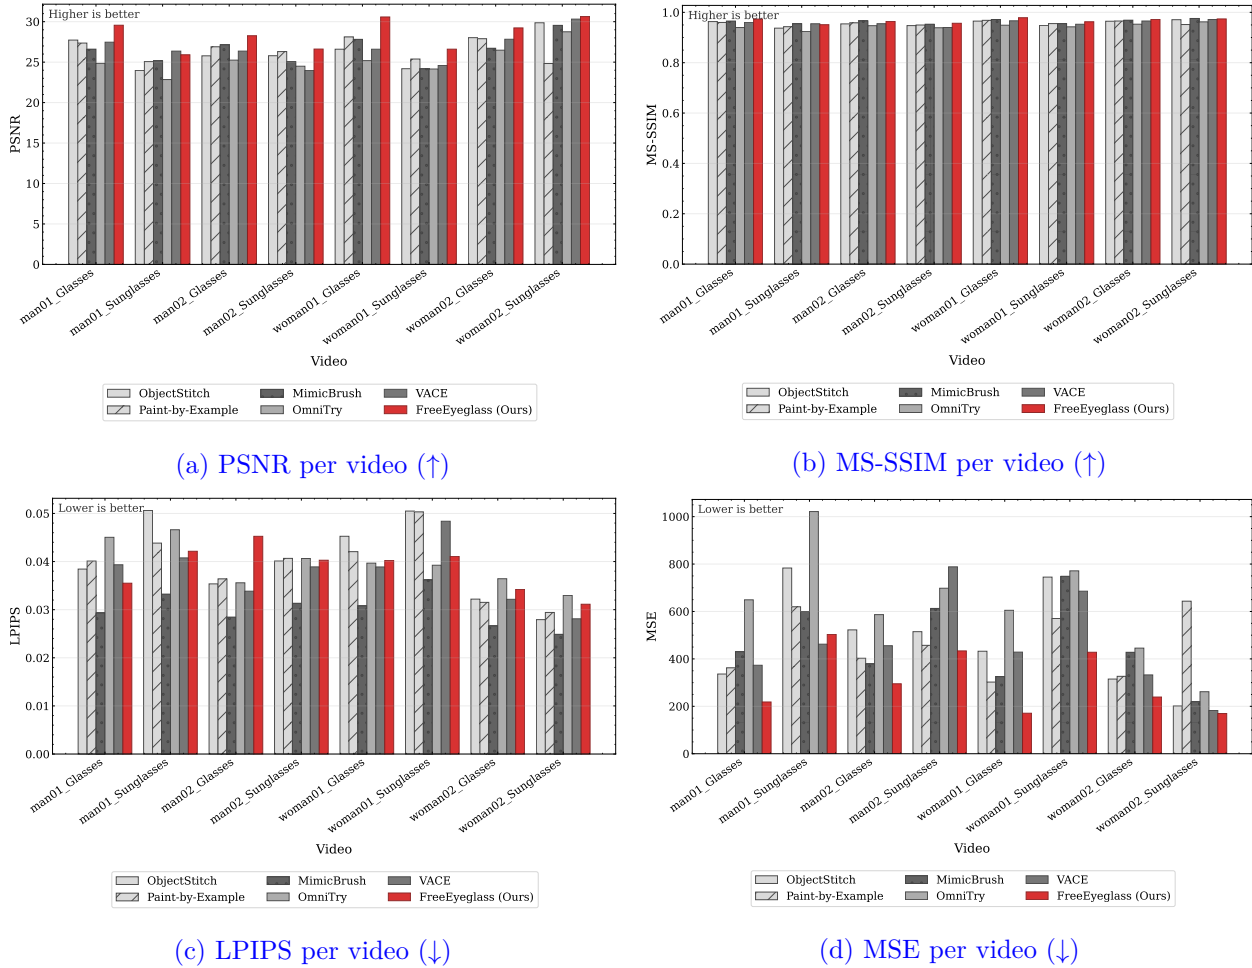 Higher is better
PSNR
30
25
20
15
10
5
0
man01_Glasses
man01_Sunglasses
man02_Glasses
man02_Sunglasses
woman01_Glasses
woman01_Sunglasses
woman02_Glasses
woman02_Sunglasses
Video
ObjectStitch
Paint-by-Example
MimicBrush
OmniTry
VACE
FreeEyeglass (Ours)
(a) PSNR per video (↑)
Higher is better
MS-SSIM
1.0
0.8
0.6
0.4
0.2
0.0
man01_Glasses
man01_Sunglasses
man02_Glasses
man02_Sunglasses
woman01_Glasses
woman01_Sunglasses
woman02_Glasses
woman02_Sunglasses
Video
ObjectStitch
Paint-by-Example
MimicBrush
OmniTry
VACE
FreeEyeglass (Ours)
(b) MS-SSIM per video (↑)
Lower is better
LPIPS
0.05
0.04
0.03
0.02
0.01
0.00
man01_Glasses
man01_Sunglasses
man02_Glasses
man02_Sunglasses
woman01_Glasses
woman01_Sunglasses
woman02_Glasses
woman02_Sunglasses
Video
ObjectStitch
Paint-by-Example
MimicBrush
OmniTry
VACE
FreeEyeglass (Ours)
(c) LPIPS per video (↓)
Lower is better
MSE
1000
800
600
400
200
0
man01_Glasses
man01_Sunglasses
man02_Glasses
man02_Sunglasses
woman01_Glasses
woman01_Sunglasses
woman02_Glasses
woman02_Sunglasses
Video
ObjectStitch
Paint-by-Example
MimicBrush
OmniTry
VACE
FreeEyeglass (Ours)
(d) MSE per video (↓)